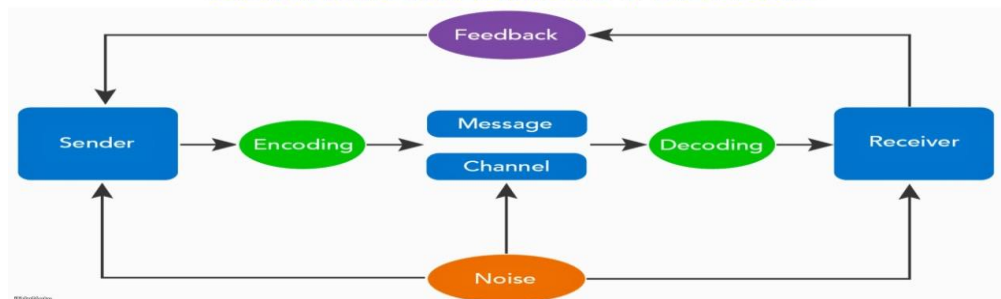 Feedback
Sender
Encoding
Message
Channel
Decoding
Receiver
Noise